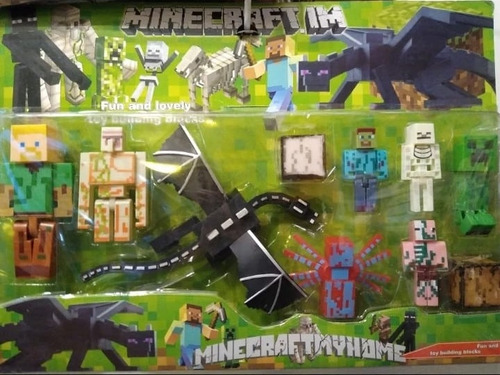 MINECRAFT IM
Fun and lovely
toy building blocks
MINECRAFTMYHOME
Fun and
toy building blocks